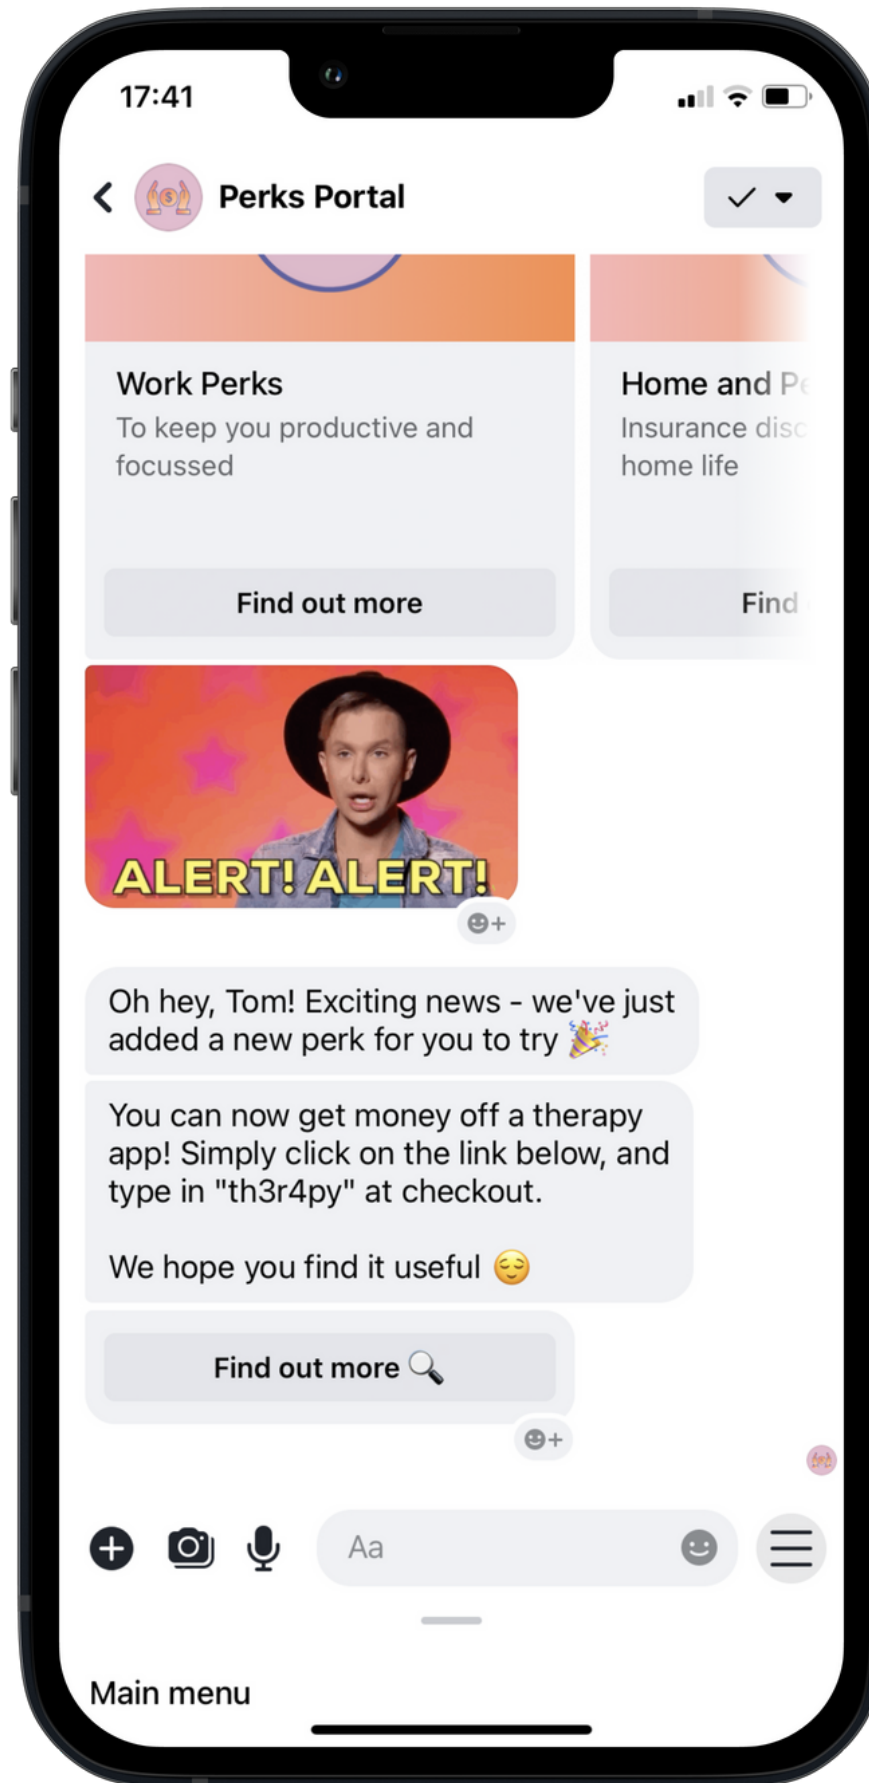 17:41
Perks Portal
Work Perks
To keep you productive and
focussed
Find out more
Home and
Insurance
home life
Find
ALERT! ALERT!
Oh hey, Tom! Exciting news - we've just
added a new perk for you to try 🎉
You can now get money off a therapy
app! Simply click on the link below, and
type in "th3r4py" at checkout.
We hope you find it useful 😌
Find out more 🔍
Aa
Main menu